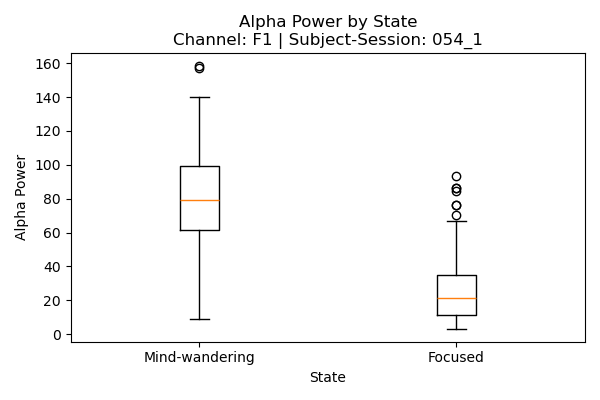 Alpha Power by State
Channel: F1 | Subject-Session: 054_1
Alpha Power
160
140
120
100
80
60
40
20
0
Mind-wandering
Focused
State